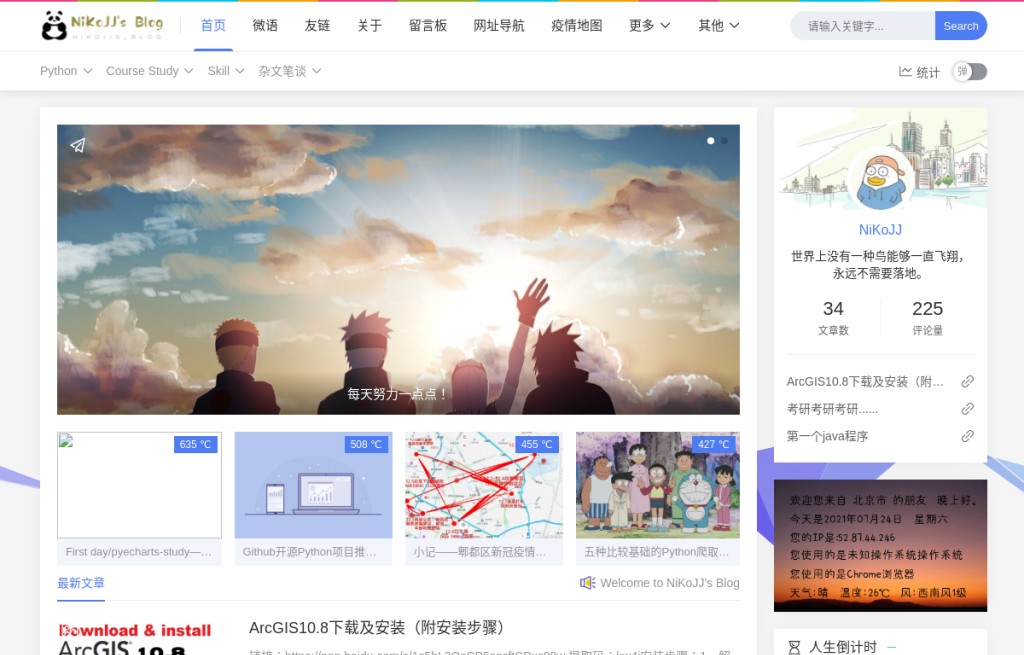 NiKoJJ's Blog
NIKOJJS_BLOG
首页 微语 友链 关于 留言板 网址导航 疫情地图 更多 其他
请输入关键字... Search
Python Course Study Skill 杂文笔谈
统计 弹
每天努力一点点！
635 ℃
508 ℃
455 ℃
427 ℃
First day/pyecharts-study—...
Github开源Python项目推...
小记——郫都区新冠疫情...
五种比较基础的Python爬取...
最新文章
Welcome to NiKoJJ's Blog
Download & install
ArcGIS 10.8
ArcGIS10.8下载及安装（附安装步骤）
NiKoJJ
世界上没有一种鸟能够一直飞翔，
永远不需要落地。
34 225
文章数 评论量
ArcGIS10.8下载及安装（附...
考研考研考研......
第一个java程序
欢迎您来自 北京市 的朋友 晚上好。
今天是2021年07月24日 星期六
您的IP是:52.87.44.246
您使用的是未知操作系统操作系统
您使用的是Chrome浏览器
天气:晴 温度:26℃ 风:西南风1级
人生倒计时